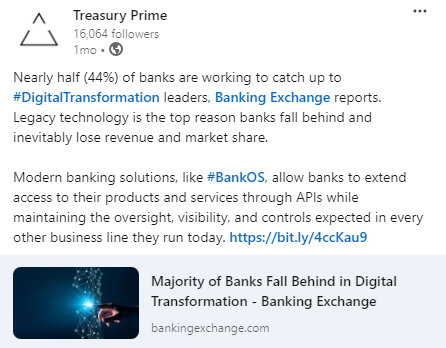 Treasury Prime
16,064 followers
1mo •
Nearly half (44%) of banks are working to catch up to
#DigitalTransformation leaders, Banking Exchange reports.
Legacy technology is the top reason banks fall behind and
inevitably lose revenue and market share.
Modern banking solutions, like #BankOS, allow banks to extend
access to their products and services through APIs while
maintaining the oversight, visibility, and controls expected in every
other business line they run today. https://bit.ly/4ccKau9
Majority of Banks Fall Behind in Digital
Transformation - Banking Exchange
bankingexchange.com